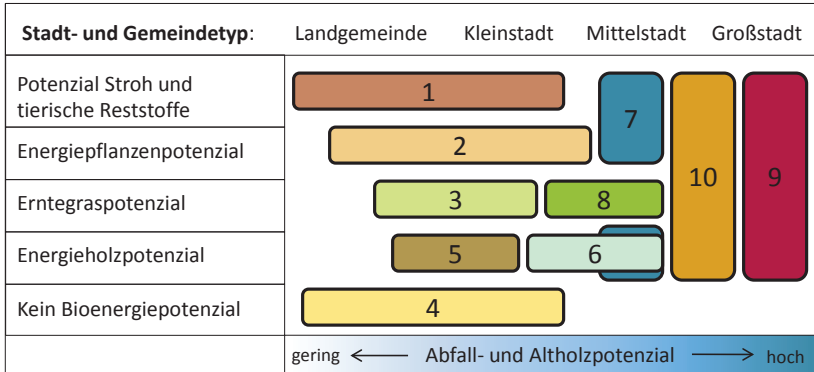 Stadt- und Gemeindetyp: Landgemeinde Kleinstadt Mittelstadt Großstadt
Potenzial Stroh und
tierische Reststoffe
1
7
Energiepflanzenpotenzial
2
10
9
Erntegraspotenzial
3
8
Energieholzpotenzial
5
6
Kein Bioenergiepotenzial
4
gering ← Abfall- und Altholzpotenzial → hoch